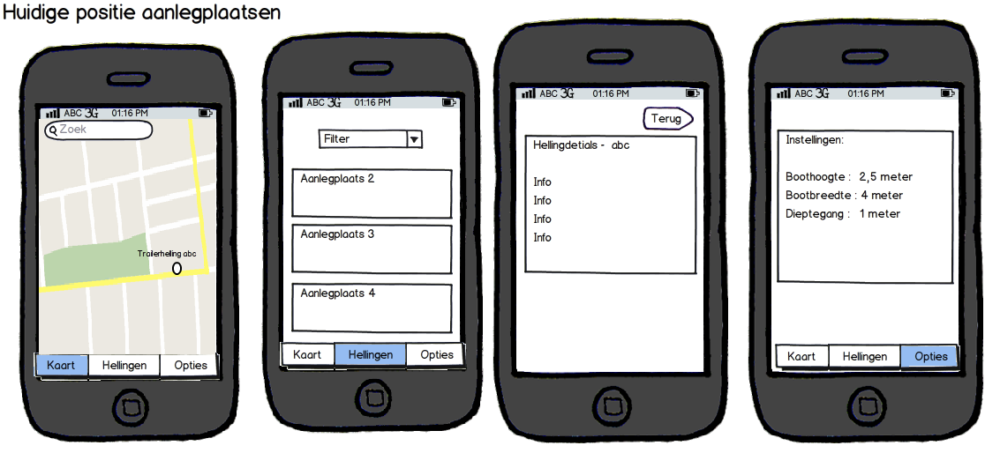 Huidige positie aanlegplaatsen
ABC 3G 01:16 PM
Zoek
Trailerhelling abc
Kaart Hellingen Opties
ABC 3G 01:16 PM
Filter
Aanlegplaats 2
Aanlegplaats 3
Aanlegplaats 4
Kaart Hellingen Opties
ABC 3G 01:16 PM
Terug
Hellingdetials - abc
Info
Info
Info
Info
ABC 3G 01:16 PM
Instellingen:
Boothoogte : 2,5 meter
Bootbreedte : 4 meter
Dieptegang : 1 meter
Kaart Hellingen Opties